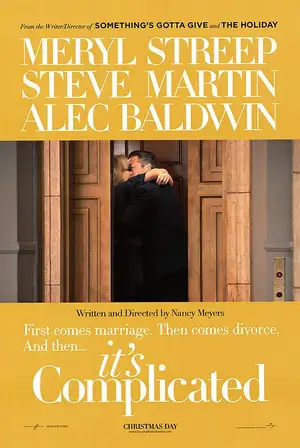 From the Writer/Director of SOMETHING'S GOTTA GIVE and THE HOLIDAY
MERYL STREEP
STEVE MARTIN
ALEC BALDWIN
Written and Directed by Nancy Meyers
First comes marriage. Then comes divorce.
And then...
it's
Complicated
CHRISTMAS DAY